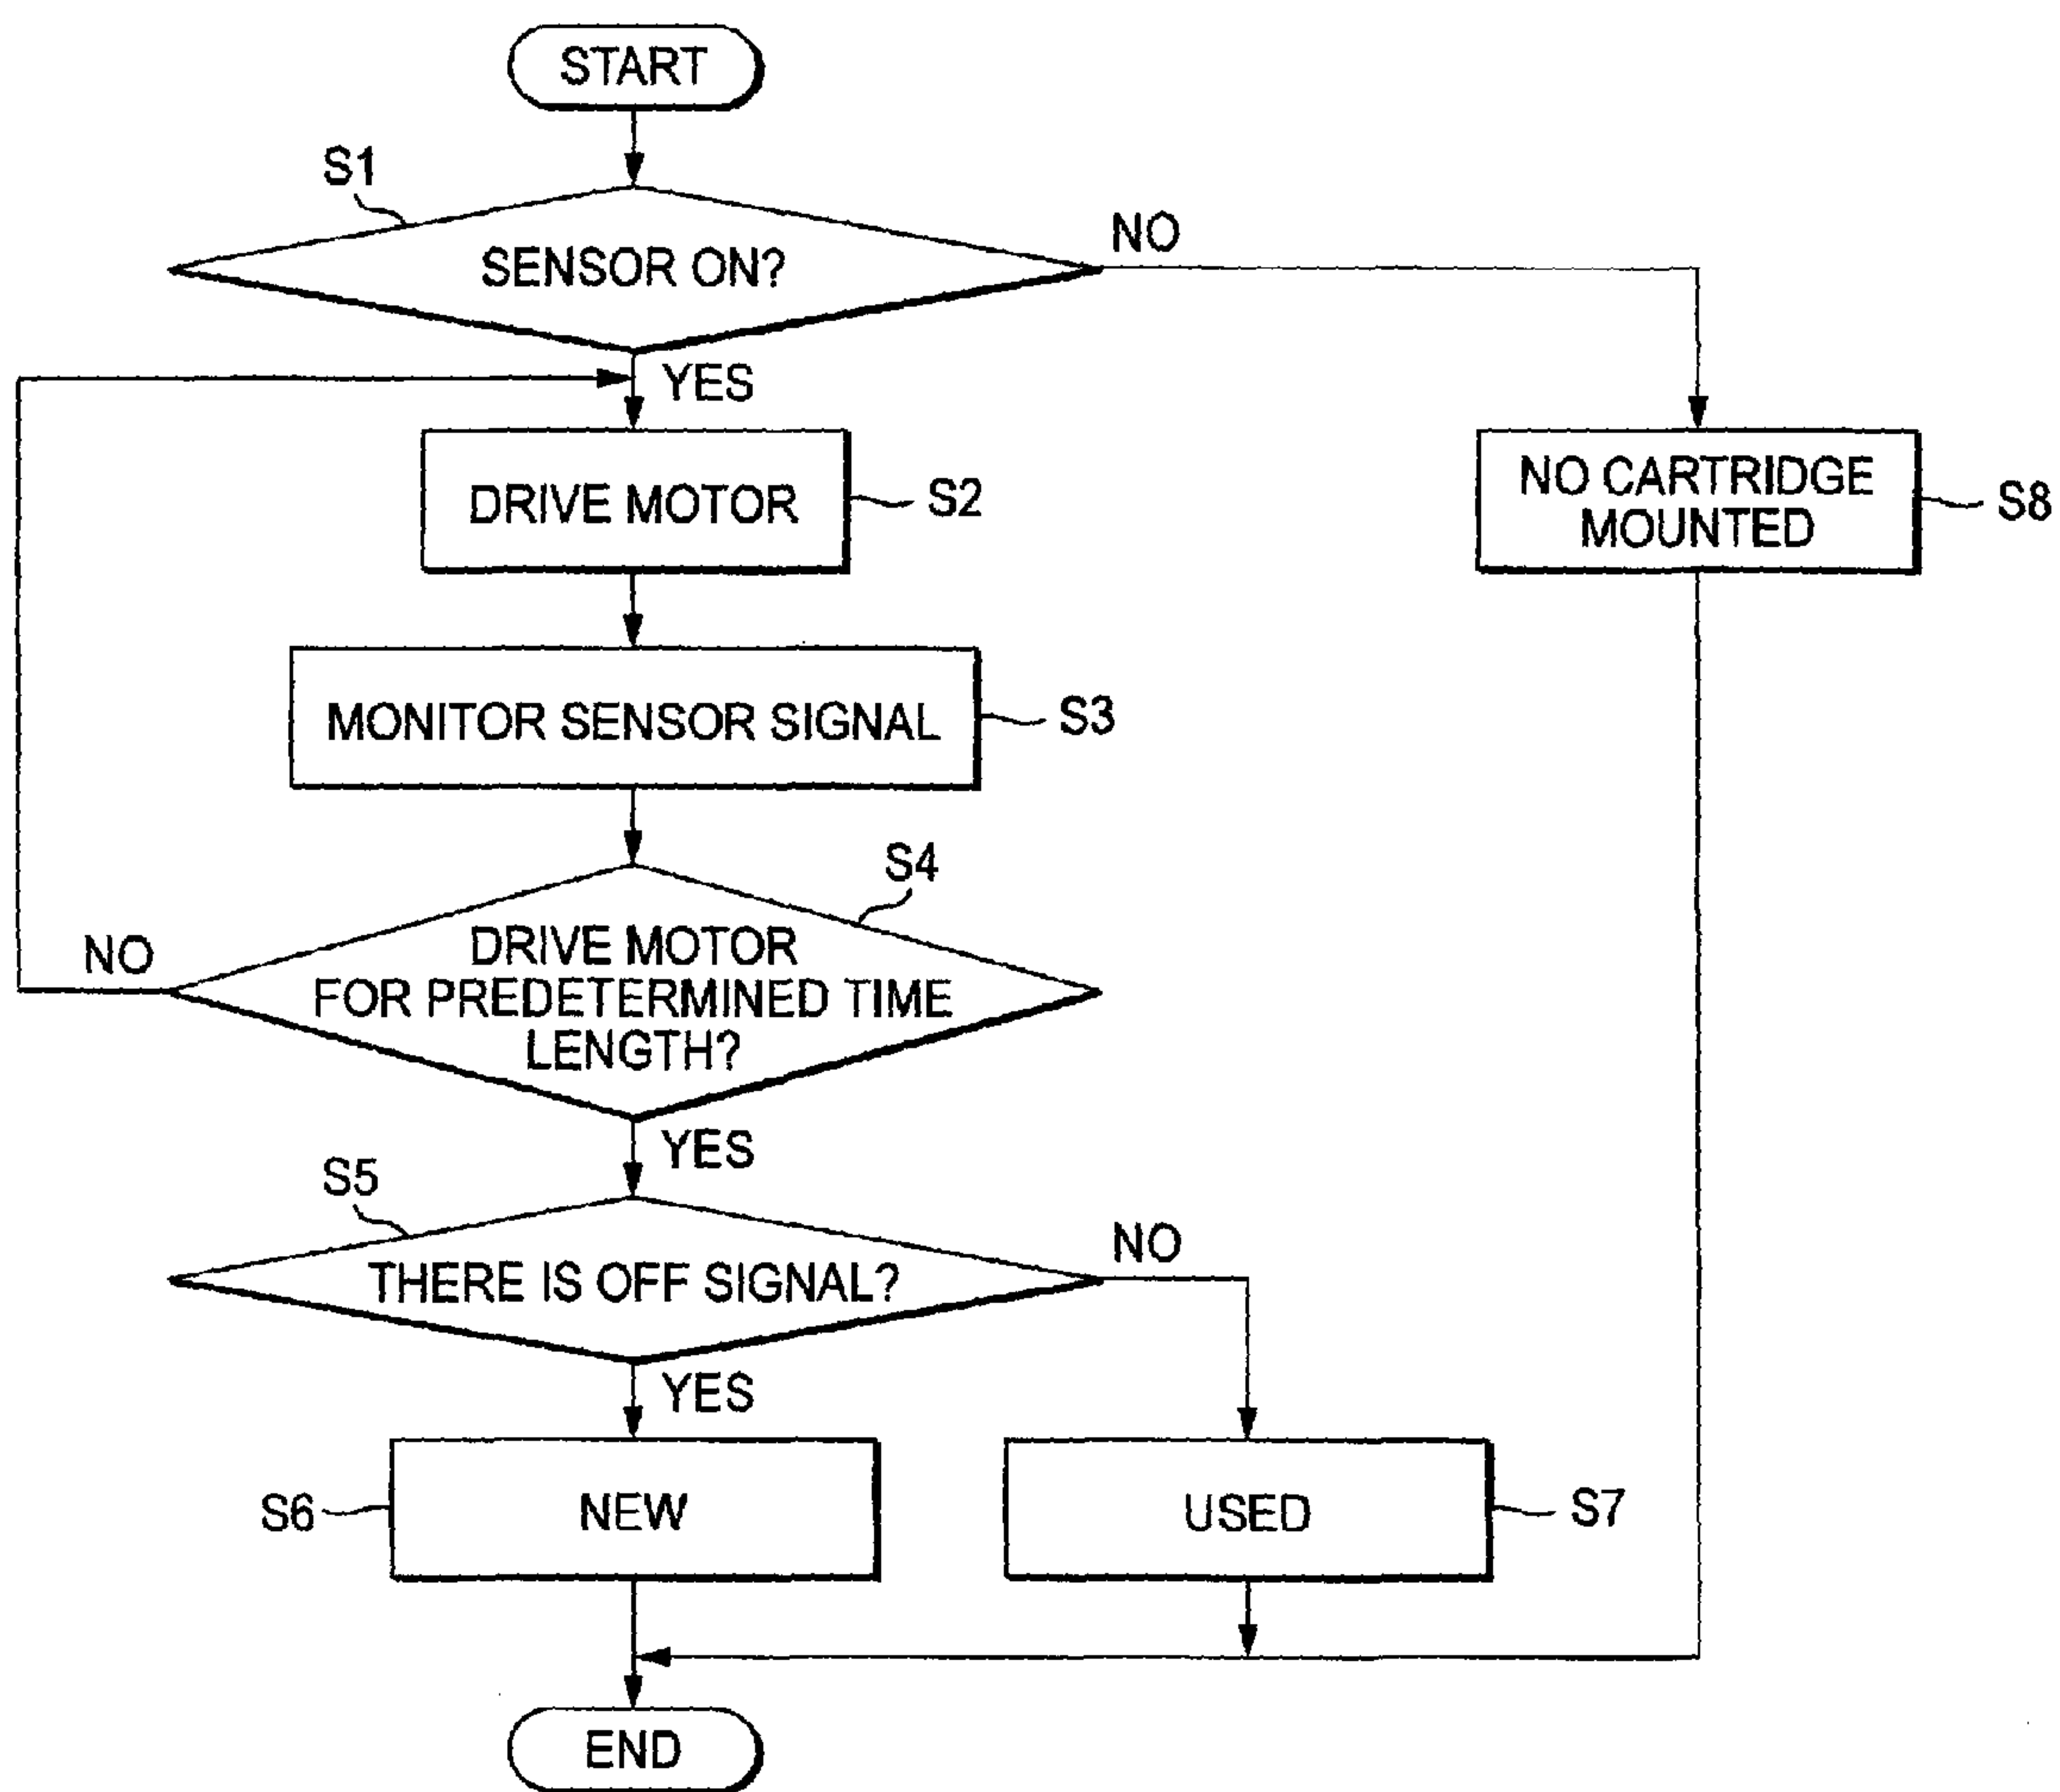 START
S1
SENSOR ON?
NO
YES
DRIVE MOTOR
S2
NO CARTRIDGE
MOUNTED
S8
MONITOR SENSOR SIGNAL
S3
S4
DRIVE MOTOR
FOR PREDETERMINED TIME
LENGTH?
NO
YES
S5
THERE IS OFF SIGNAL?
NO
YES
S6
NEW
USED
S7
END